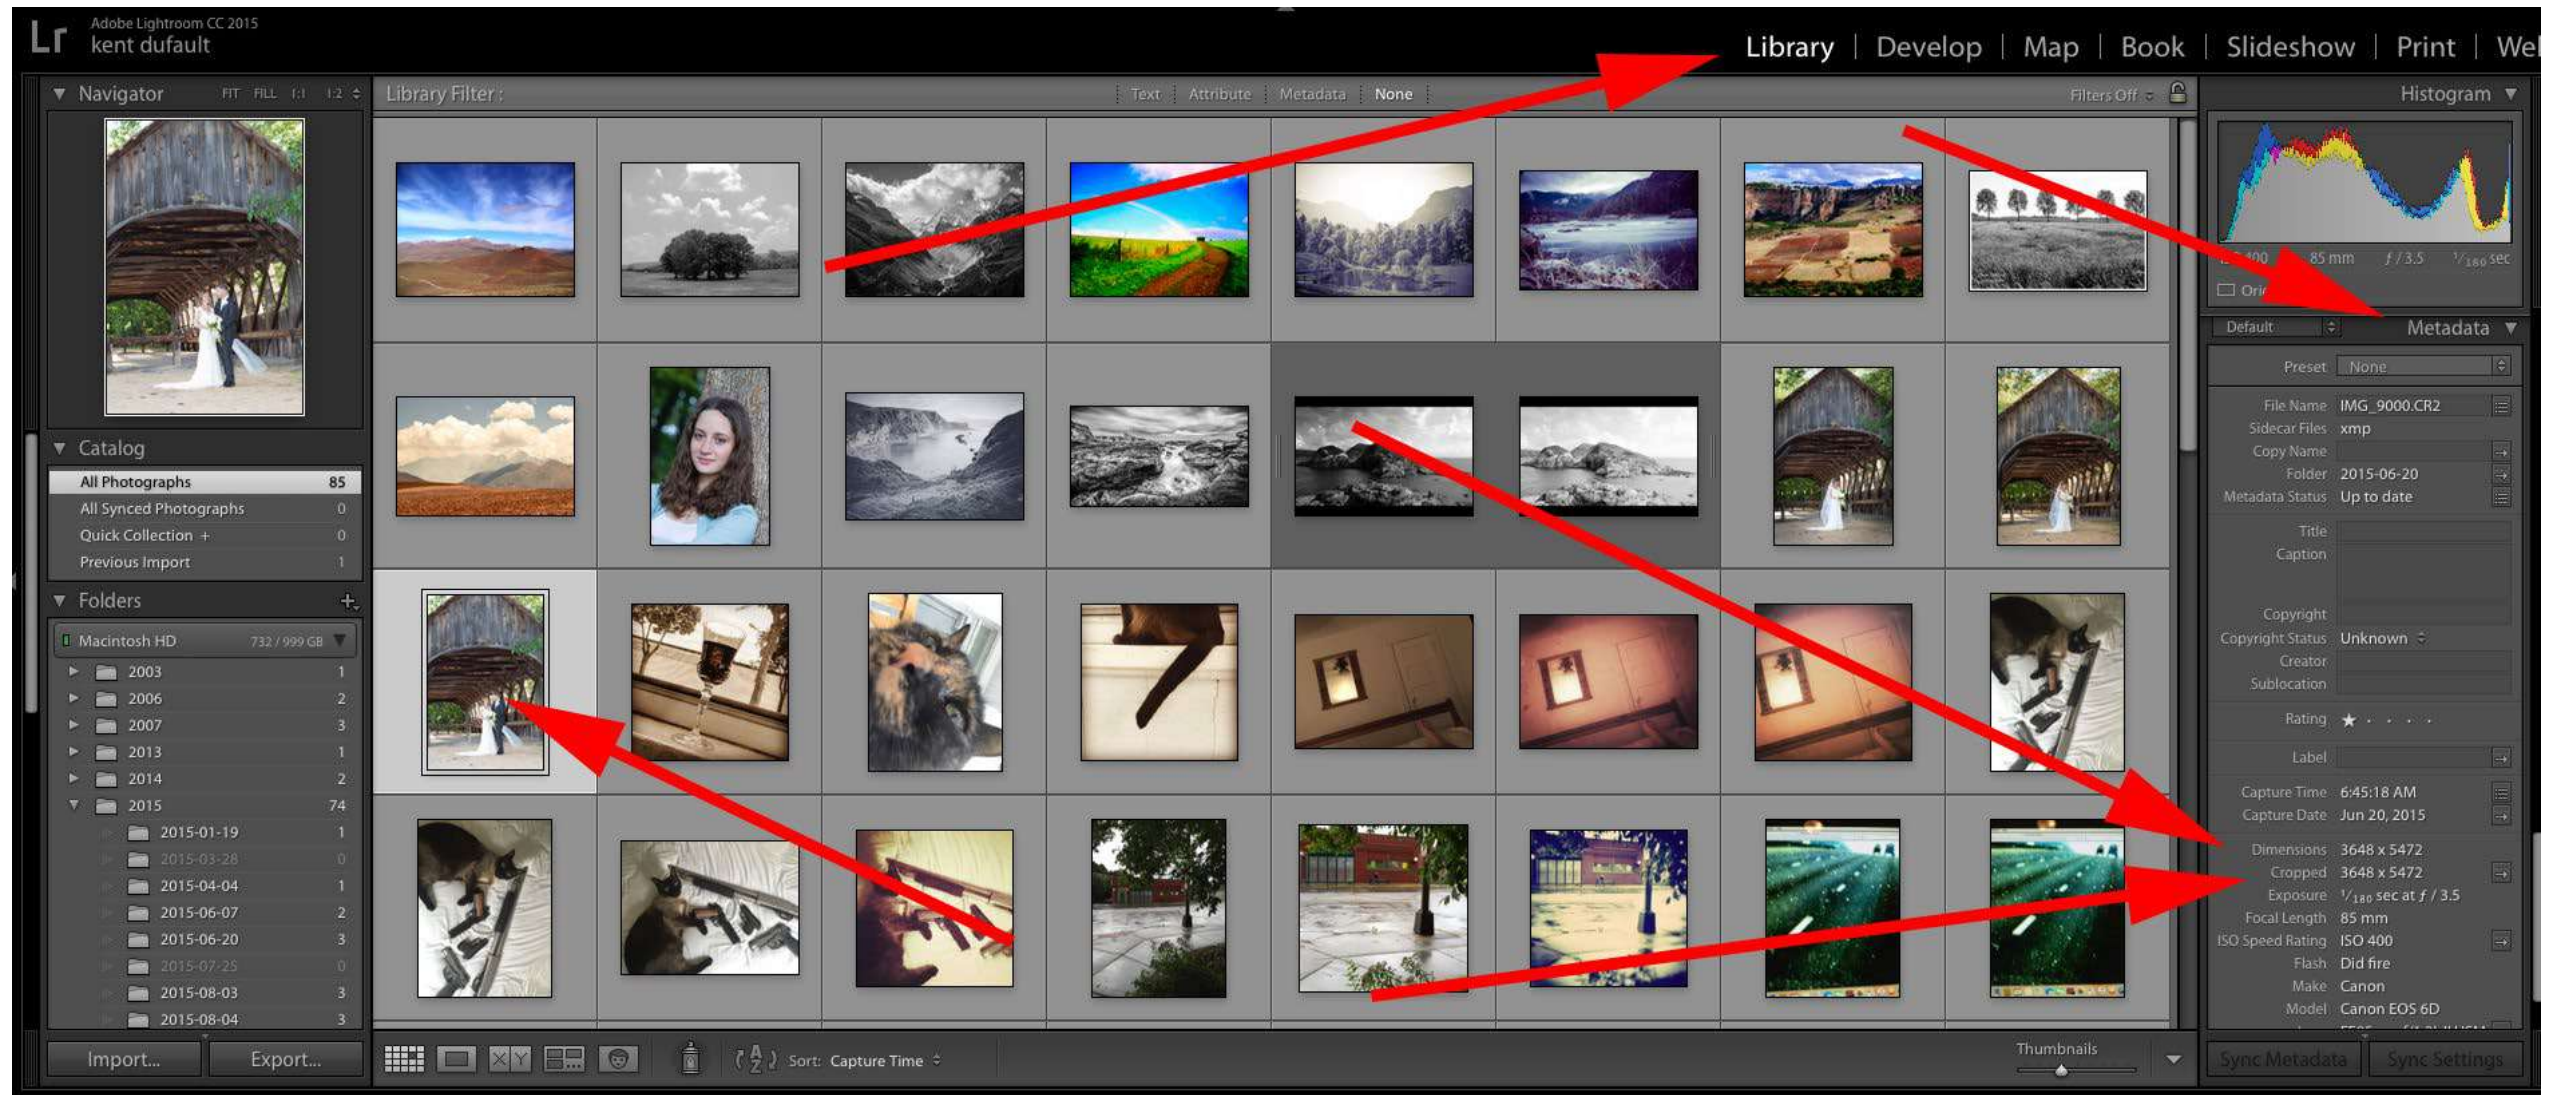 Lr
Adobe Lightroom CC 2015
kent dufault
Library | Develop | Map | Book | Slideshow | Print |
Navigator FIT FILL 1:1 1:2
Library Filter : Text Attribute Metadata None Filters Off
Histogram
400 85 mm ƒ / 3.5 1/180 sec
Default Metadata
Preset None
File Name IMG_9000.CR2
Sidecar Files xmp
Copy Name
Folder 2015-06-20
Metadata Status Up to date
Title
Caption
Copyright
Copyright Status Unknown
Creator
Sublocation
Rating ★ · · · ·
Label
Capture Time 6:45:18 AM
Capture Date Jun 20, 2015
Dimensions 3648 x 5472
Cropped 3648 x 5472
Exposure 1/180 sec at ƒ / 3.5
Focal Length 85 mm
ISO Speed Rating ISO 400
Flash Did fire
Make Canon
Model Canon EOS 6D
Catalog
All Photographs 85
All Synced Photographs 0
Quick Collection + 0
Previous Import 1
Folders +
Macintosh HD 732 / 999 GB
2003 1
2006 2
2007 3
2013 1
2014 2
2015 74
2015-01-19 1
2015-03-28 0
2015-04-04 1
2015-06-07 2
2015-06-20 3
2015-07-25 0
2015-08-03 3
2015-08-04 3
Import... Export...
X Y
A Z Sort: Capture Time
Thumbnails
Sync Metadata Sync Settings